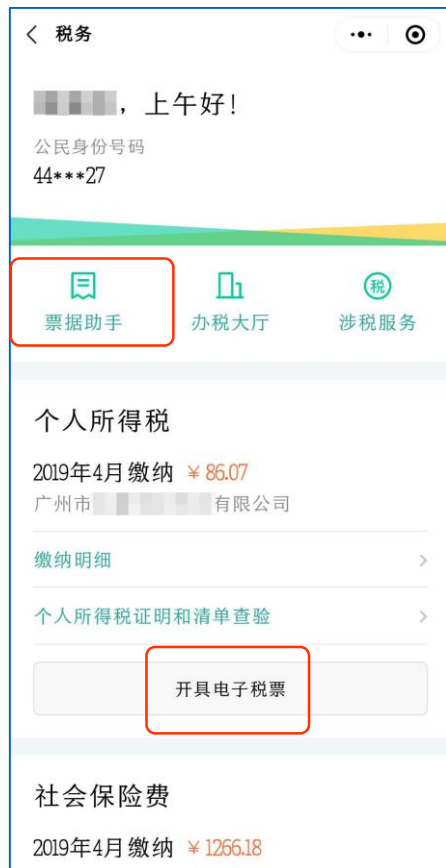 税务
，上午好！
公民身份号码
44***27
票据助手
办税大厅
税
涉税服务
个人所得税
2019年4月缴纳 ￥86.07
广州市 有限公司
缴纳明细
个人所得税证明和清单查验
开具电子税票
社会保险费
2019年4月缴纳 ￥1266.18